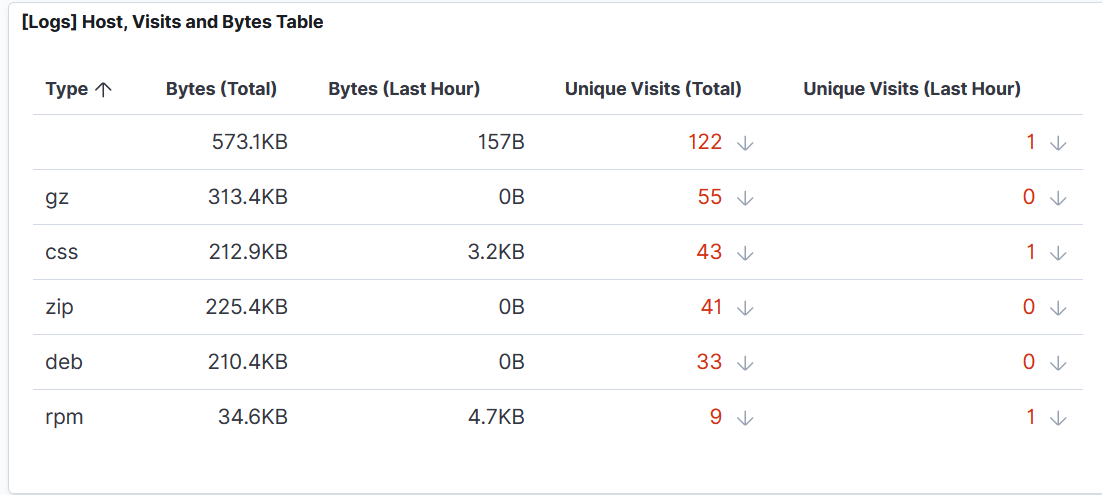 [Logs] Host, Visits and Bytes Table
Type ↑ Bytes (Total) Bytes (Last Hour) Unique Visits (Total) Unique Visits (Last Hour)
573.1KB 157B 122 ↓ 1 ↓
gz 313.4KB 0B 55 ↓ 0 ↓
css 212.9KB 3.2KB 43 ↓ 1 ↓
zip 225.4KB 0B 41 ↓ 0 ↓
deb 210.4KB 0B 33 ↓ 0 ↓
rpm 34.6KB 4.7KB 9 ↓ 1 ↓